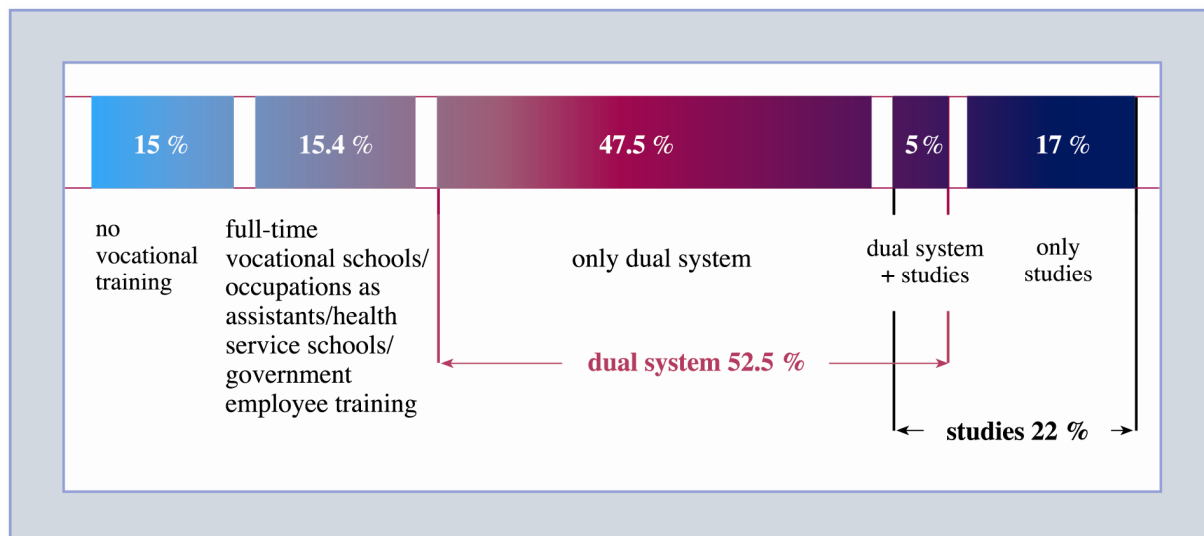 15 %
15.4 %
47.5 %
5 %
17 %
no
vocational
training
full-time
vocational schools/
occupations as
assistants/health
service schools/
government
employee training
only dual system
dual system
+ studies
only
studies
dual system 52.5 %
studies 22 %